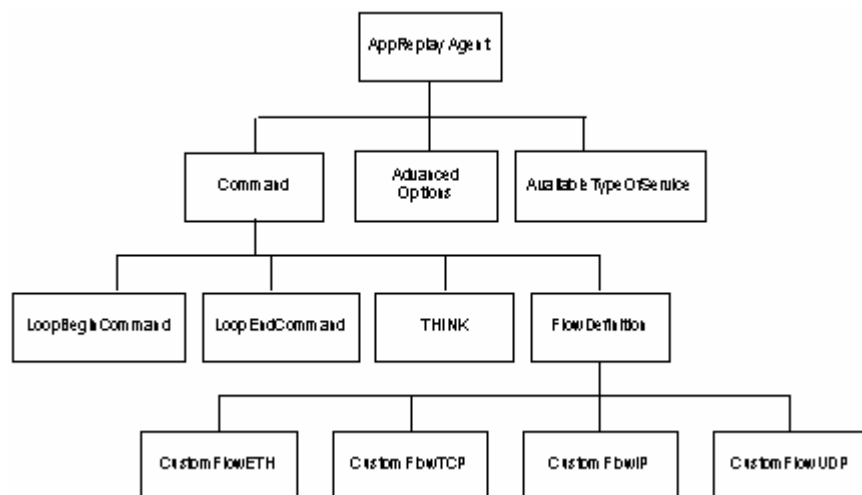 AppReplay Agent
Command
Advanced
Options
AvailableTypeOfService
LoopBeginCommand
LoopEndCommand
THINK
FlowDefinition
CustomFlowETH
CustomFlowTCP
CustomFlowIP
CustomFlowUDP